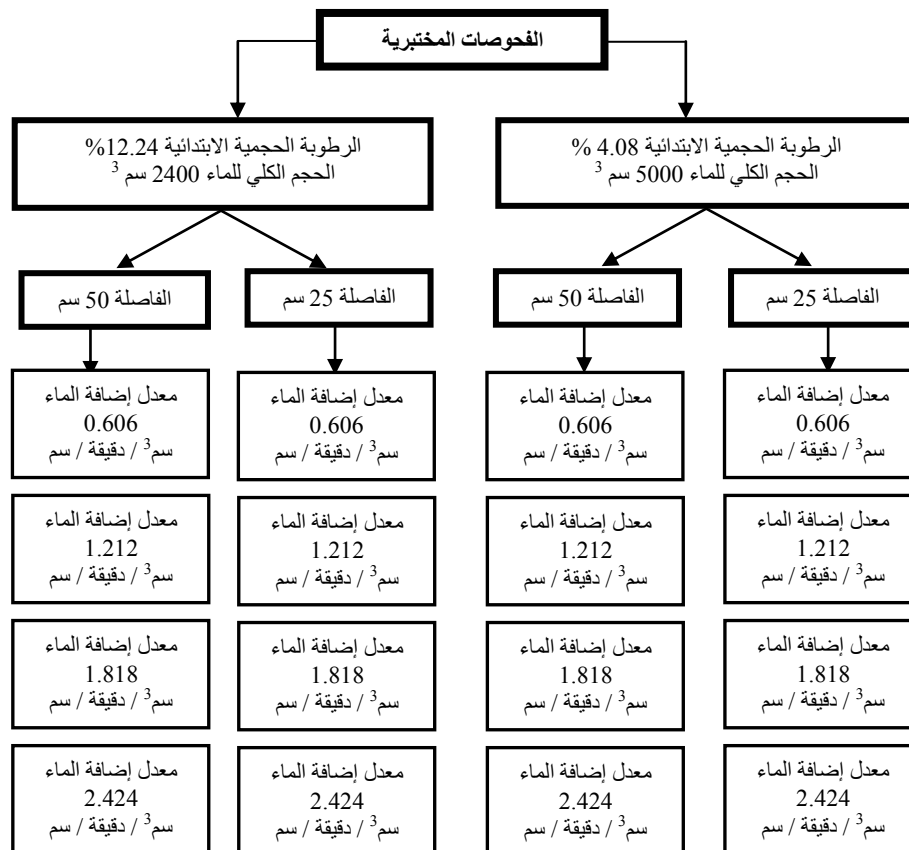 الفحوصات المختبرية
الرطوبة الحجمية الابتدائية 4.08 %
الحجم الكلي للماء 5000 سم 3
الرطوبة الحجمية الابتدائية 12.24%
الحجم الكلي للماء 2400 سم 3
الفاصلة 25 سم
الفاصلة 50 سم
الفاصلة 25 سم
الفاصلة 50 سم
معدل إضافة الماء
0.606
سم3 / دقيقة / سم
معدل إضافة الماء
0.606
سم3 / دقيقة / سم
معدل إضافة الماء
0.606
سم3 / دقيقة / سم
معدل إضافة الماء
0.606
سم3 / دقيقة / سم
معدل إضافة الماء
1.212
سم3 / دقيقة / سم
معدل إضافة الماء
1.212
سم3 / دقيقة / سم
معدل إضافة الماء
1.212
سم3 / دقيقة / سم
معدل إضافة الماء
1.212
سم3 / دقيقة / سم
معدل إضافة الماء
1.818
سم3 / دقيقة / سم
معدل إضافة الماء
1.818
سم3 / دقيقة / سم
معدل إضافة الماء
1.818
سم3 / دقيقة / سم
معدل إضافة الماء
1.818
سم3 / دقيقة / سم
معدل إضافة الماء
2.424
سم3 / دقيقة / سم
معدل إضافة الماء
2.424
سم3 / دقيقة / سم
معدل إضافة الماء
2.424
سم3 / دقيقة / سم
معدل إضافة الماء
2.424
سم3 / دقيقة / سم